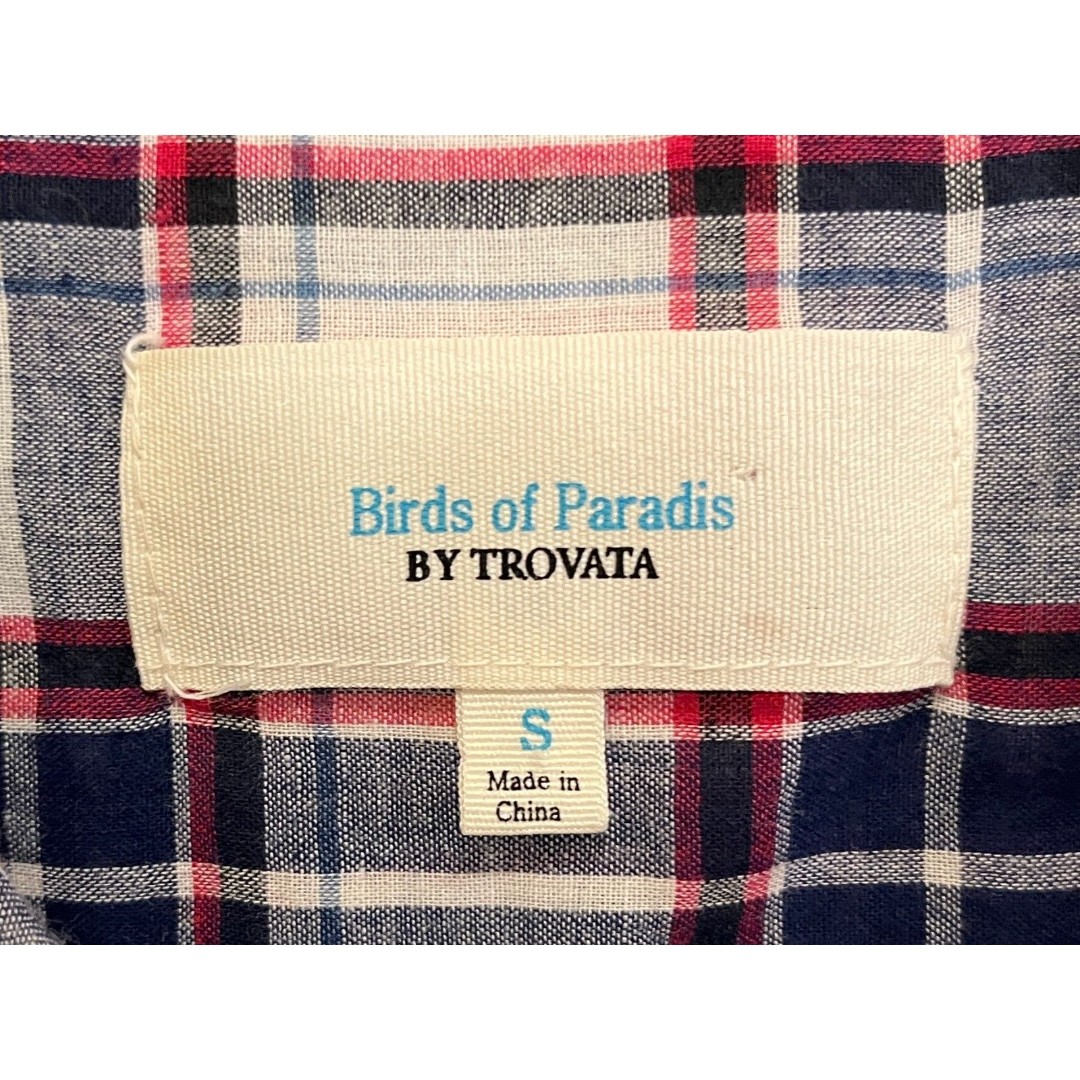 Birds of Paradis
BY TROVATA
S
Made in
China